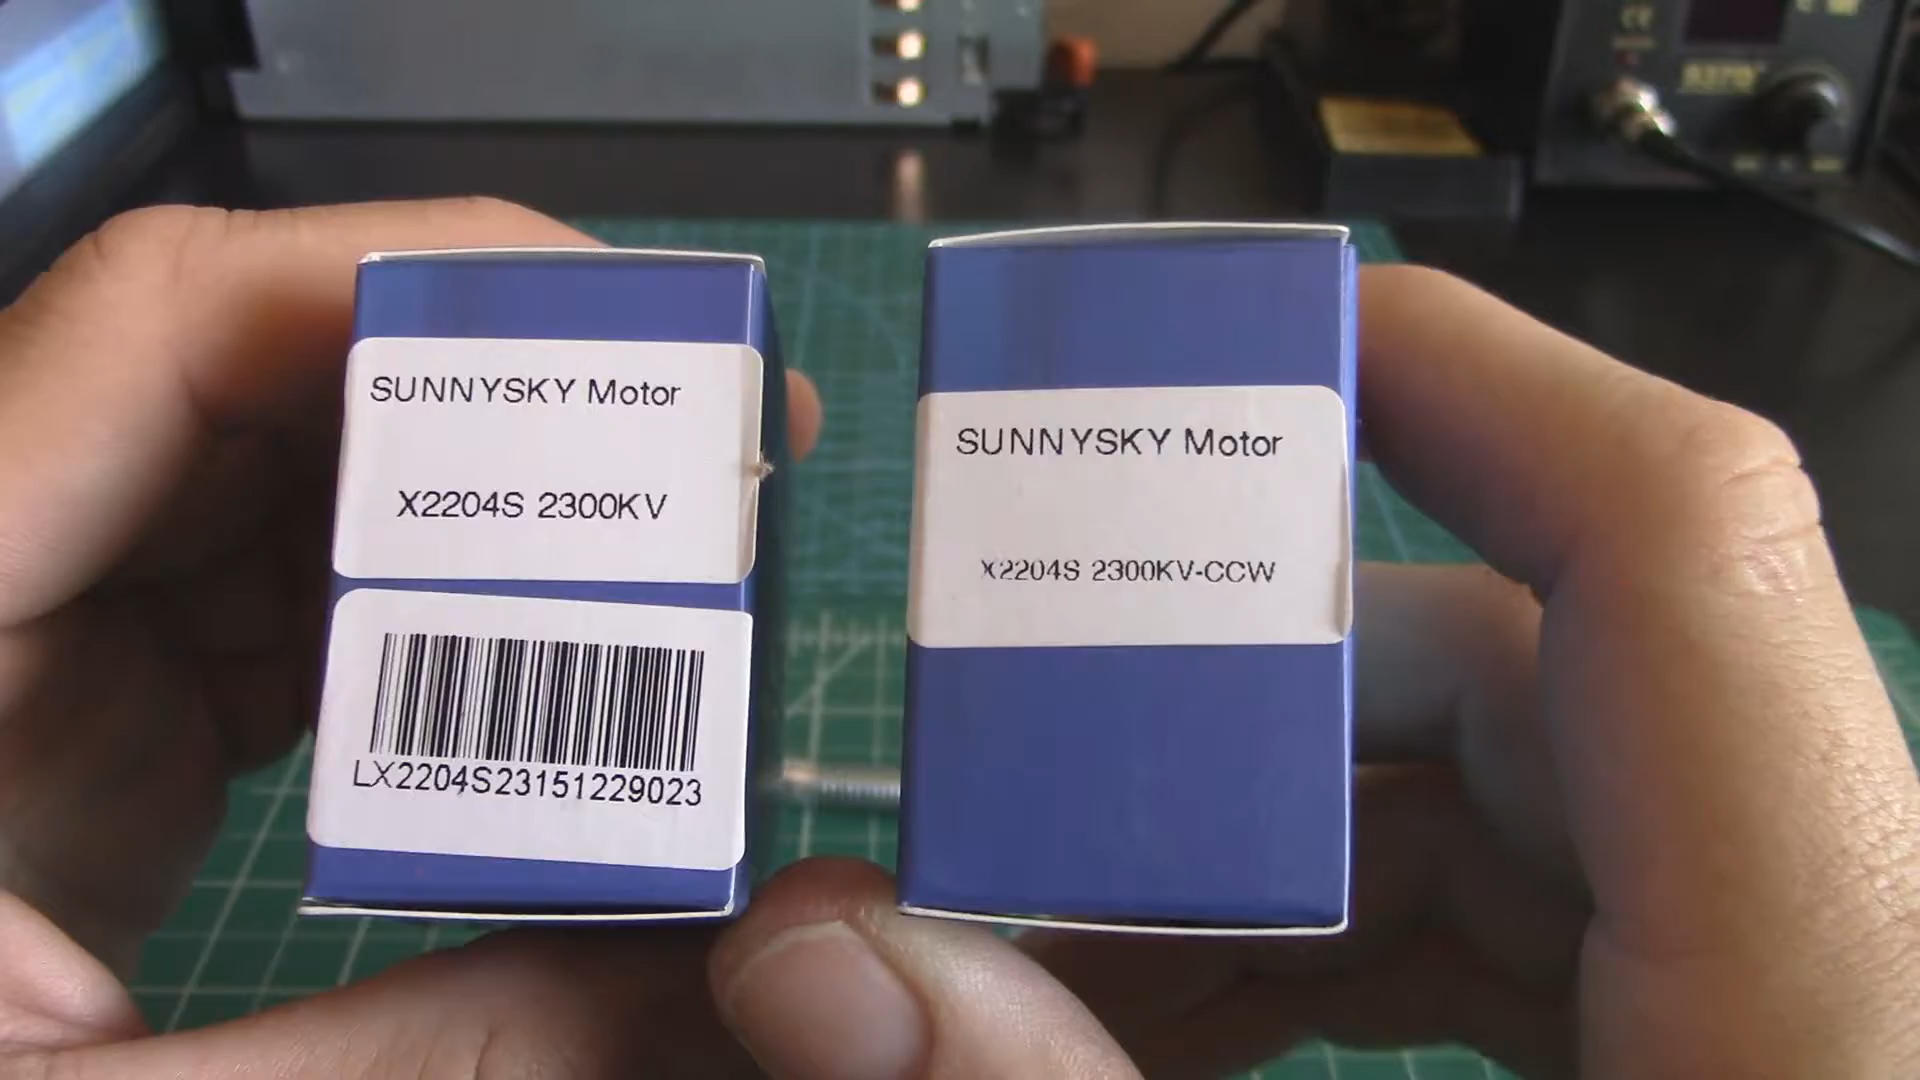 SUNNYSKY Motor
X2204S 2300KV
LX2204S23151229023
SUNNYSKY Motor
X2204S 2300KV-CCW